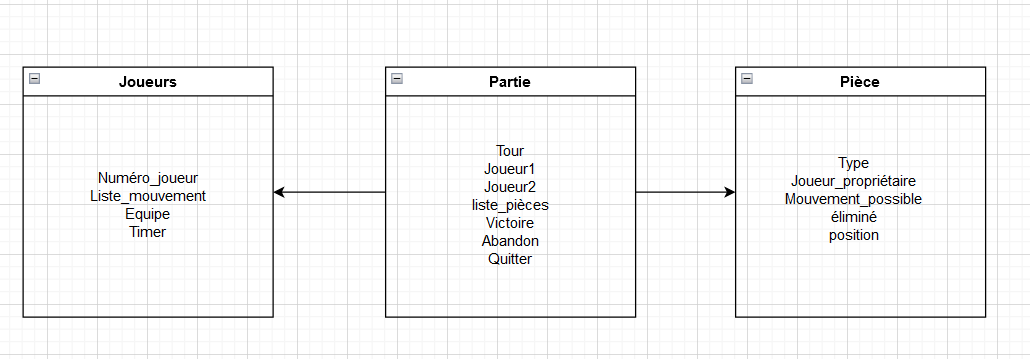 Joueurs
Numéro_joueur
Liste_mouvement
Equipe
Timer
Partie
Tour
Joueur1
Joueur2
liste_pièces
Victoire
Abandon
Quitter
Pièce
Type
Joueur_propriétaire
Mouvement_possible
éliminé
position